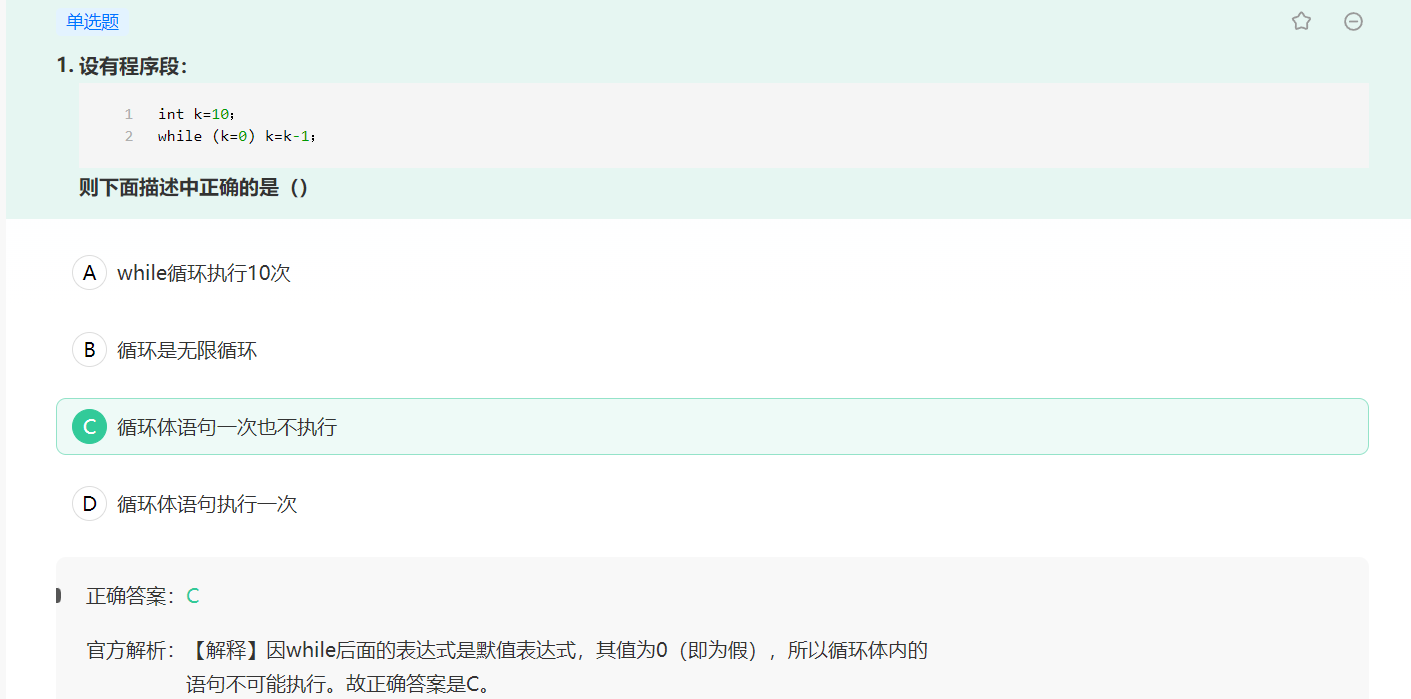 单选题
1. 设有程序段：
1 int k=10;
2 while (k=0) k=k-1;
则下面描述中正确的是（）
A while循环执行10次
B 循环是无限循环
C 循环体语句一次也不执行
D 循环体语句执行一次
正确答案：C
官方解析：【解释】因while后面的表达式是默值表达式，其值为0（即为假），所以循环体内的
语句不可能执行。故正确答案是C。